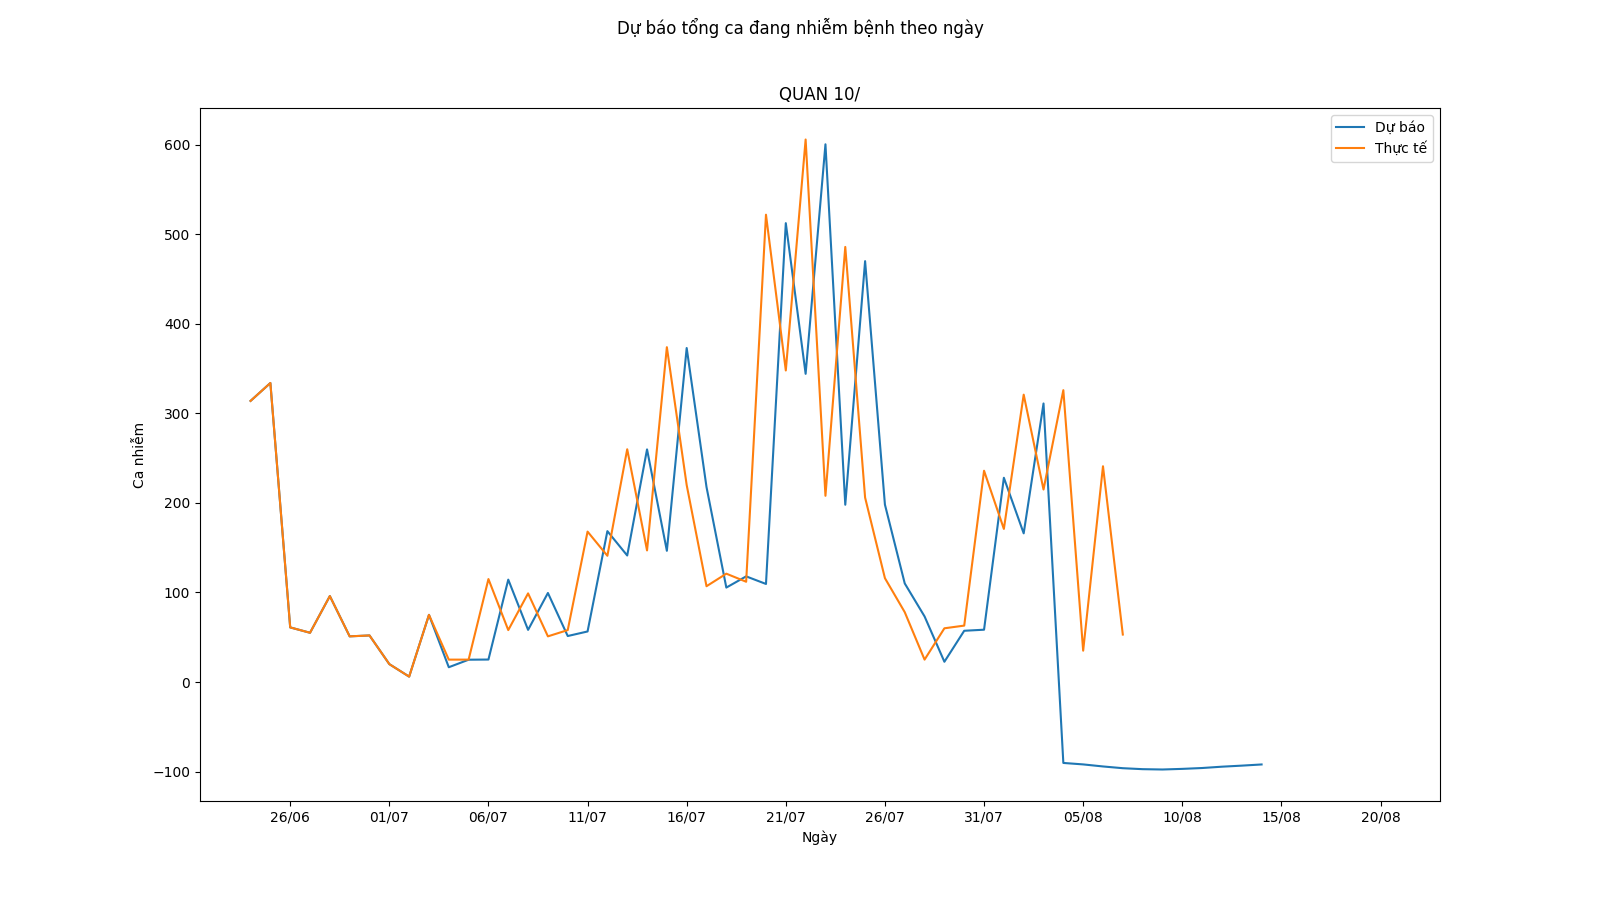 Dự báo tổng ca đang nhiễm bệnh theo ngày
QUAN 10/
Dự báo
Thực tế
600
500
400
300
200
100
0
−100
Ca nhiễm
26/06 01/07 06/07 11/07 16/07 21/07 26/07 31/07 05/08 10/08 15/08 20/08
Ngày